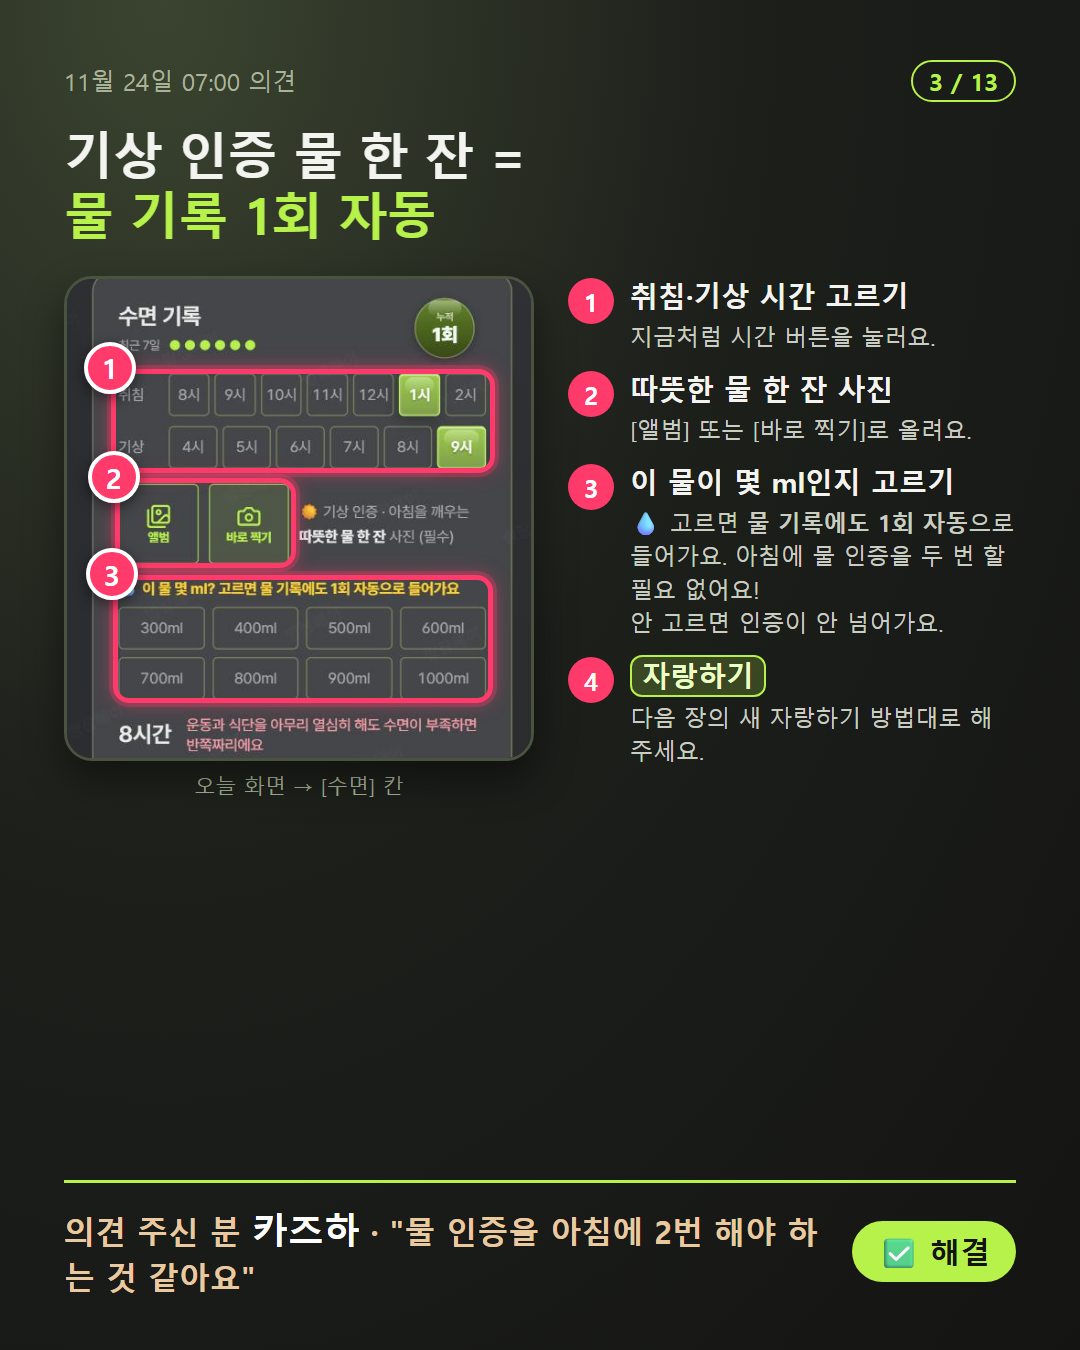 11월 24일 07:00 의견
3 / 13
기상 인증 물 한 잔 =
물 기록 1회 자동
수면 기록
최근 7일
누적
1회
1
취침 8시 9시 10시 11시 12시 1시 2시
기상 4시 5시 6시 7시 8시 9시
2
앨범
바로 찍기
기상 인증 · 아침을 깨우는
따뜻한 물 한 잔 사진 (필수)
3
이 물 몇 ml? 고르면 물 기록에도 1회 자동으로 들어가요
300ml 400ml 500ml 600ml
700ml 800ml 900ml 1000ml
8시간
운동과 식단을 아무리 열심히 해도 수면이 부족하면
반쪽짜리에요
오늘 화면 → [수면] 칸
1 취침·기상 시간 고르기
지금처럼 시간 버튼을 눌러요.
2 따뜻한 물 한 잔 사진
[앨범] 또는 [바로 찍기]로 올려요.
3 이 물이 몇 ml인지 고르기
💧 고르면 물 기록에도 1회 자동으로
들어가요. 아침에 물 인증을 두 번 할
필요 없어요!
안 고르면 인증이 안 넘어가요.
4 자랑하기
다음 장의 새 자랑하기 방법대로 해
주세요.
의견 주신 분 카즈하 · "물 인증을 아침에 2번 해야 하
는 것 같아요"
✅ 해결